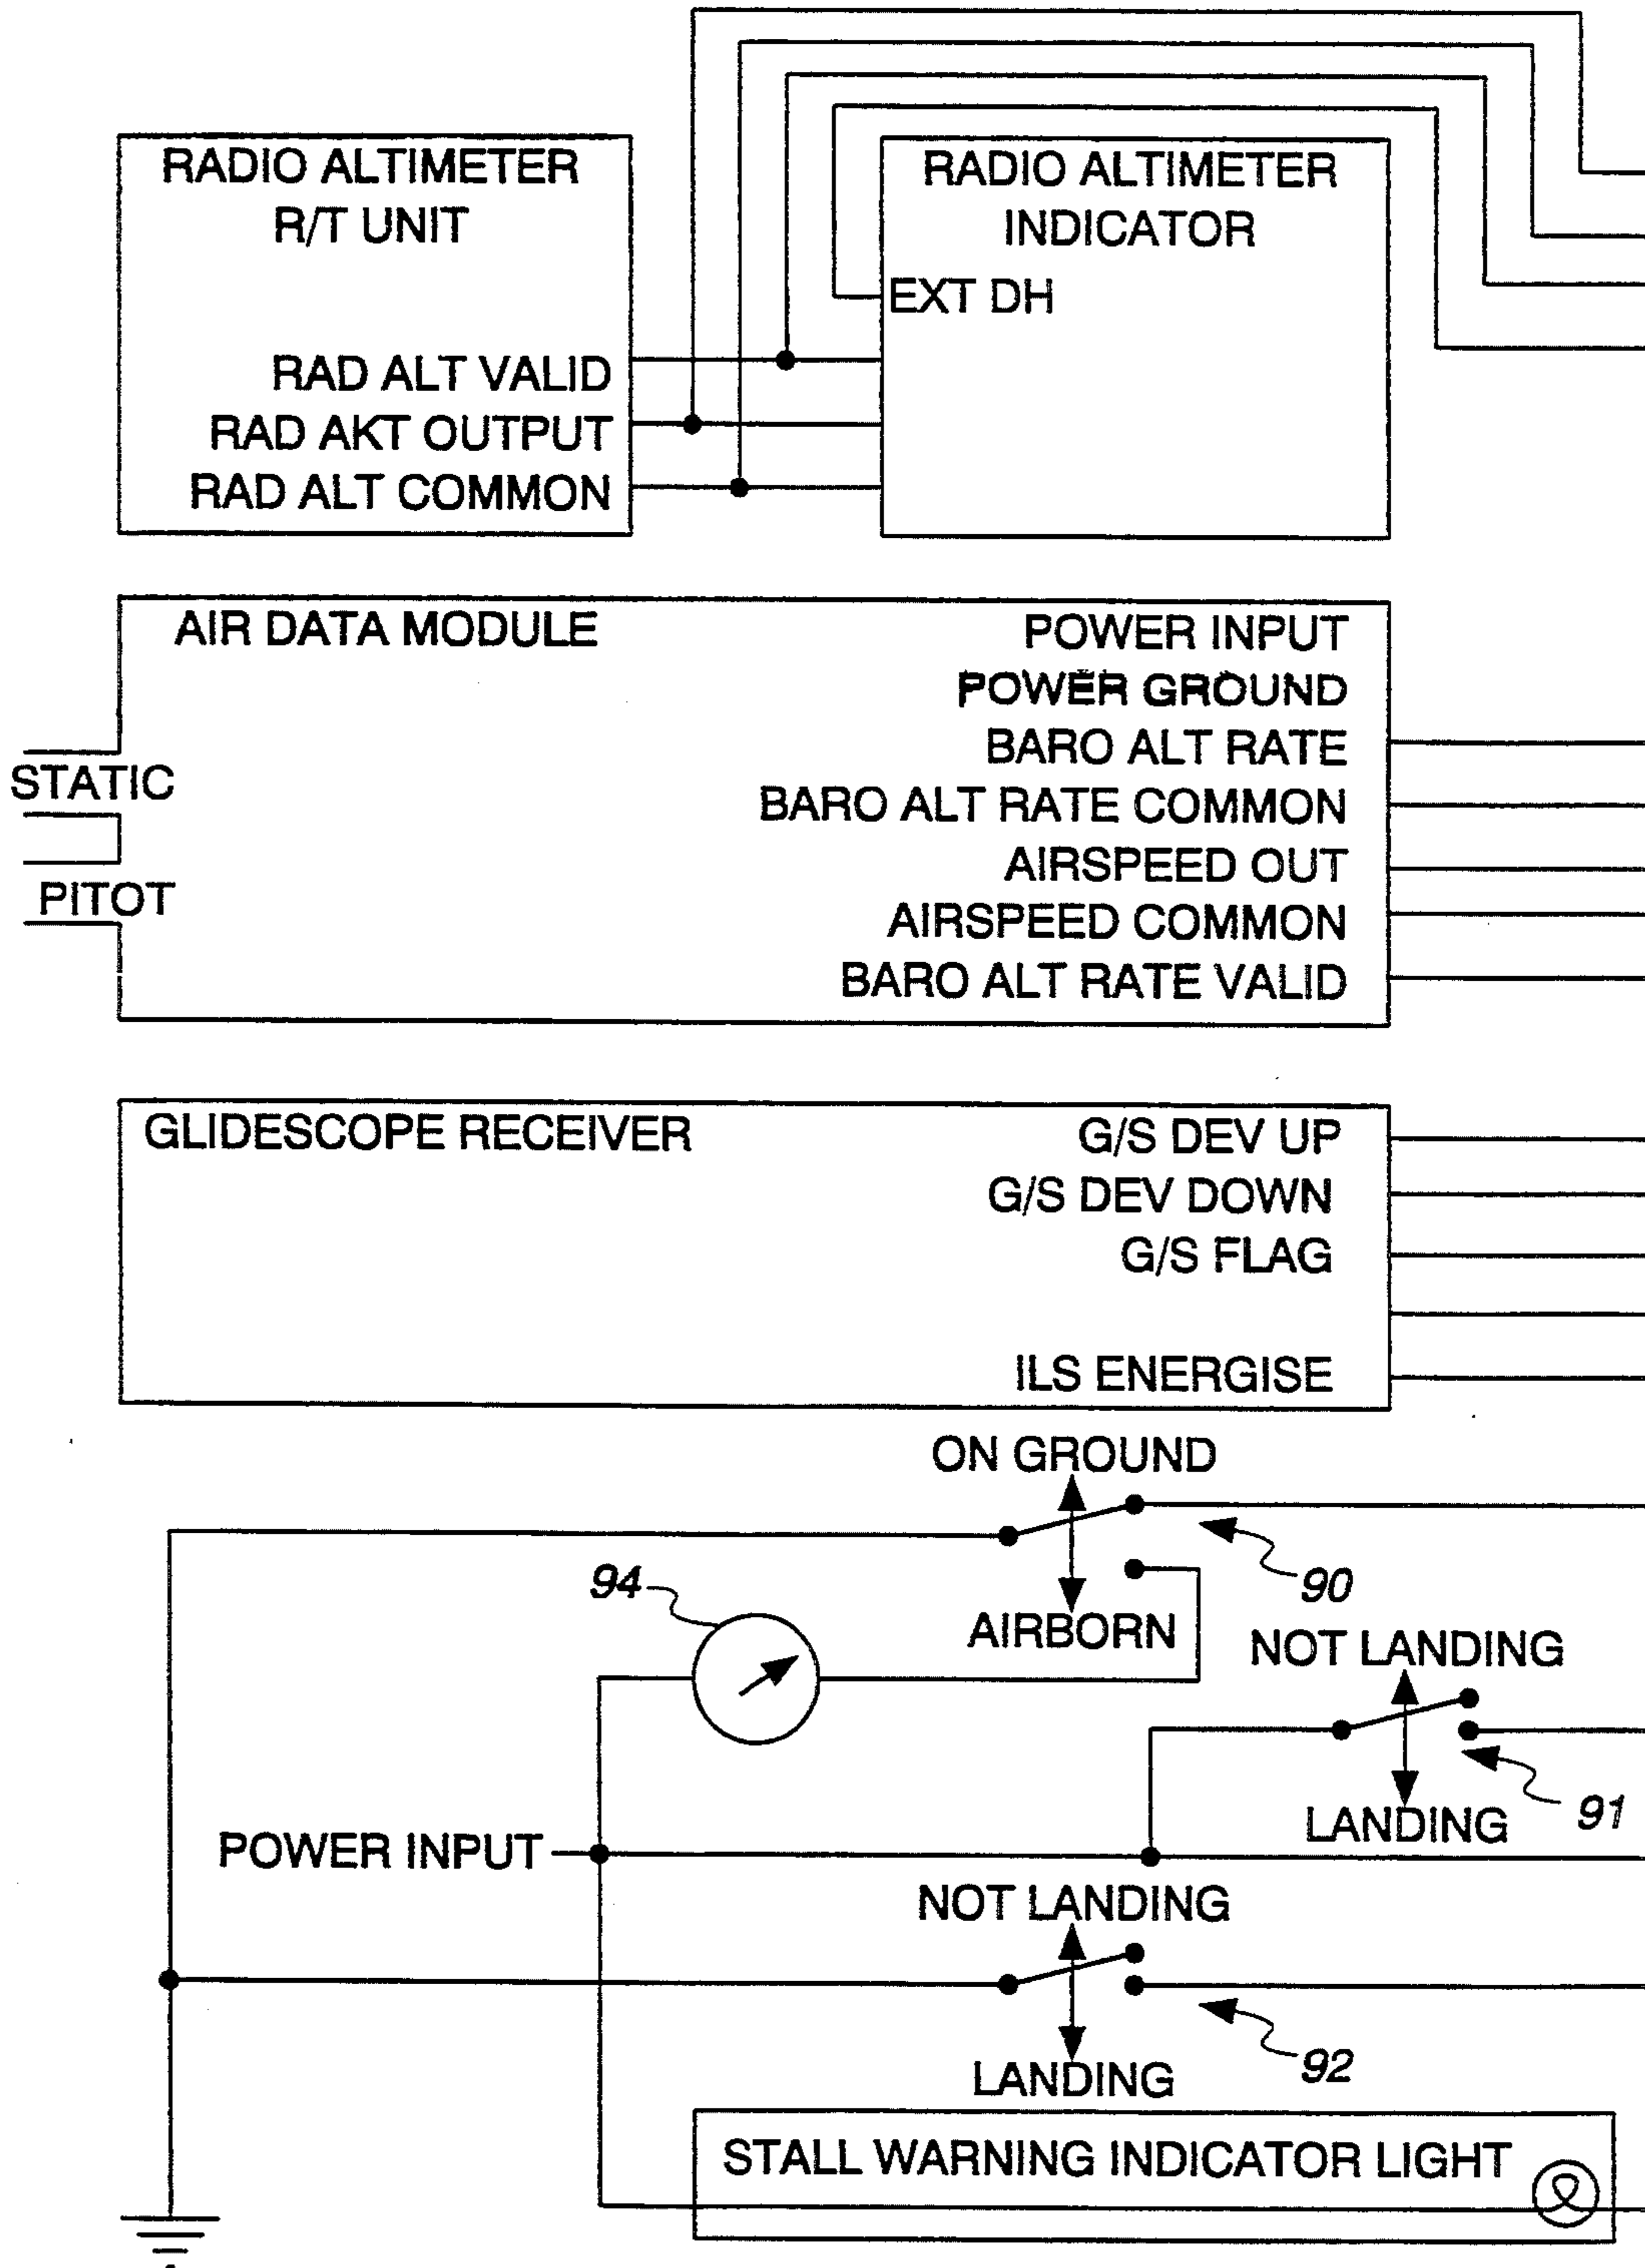 RADIO ALTIMETER
R/T UNIT
RAD ALT VALID
RAD AKT OUTPUT
RAD ALT COMMON
RADIO ALTIMETER
INDICATOR
EXT DH
AIR DATA MODULE
POWER INPUT
POWER GROUND
BARO ALT RATE
BARO ALT RATE COMMON
AIRSPEED OUT
AIRSPEED COMMON
BARO ALT RATE VALID
STATIC
PITOT
GLIDESCOPE RECEIVER
G/S DEV UP
G/S DEV DOWN
G/S FLAG
ILS ENERGISE
ON GROUND
90
94
AIRBORN
NOT LANDING
91
LANDING
POWER INPUT
NOT LANDING
92
LANDING
STALL WARNING INDICATOR LIGHT